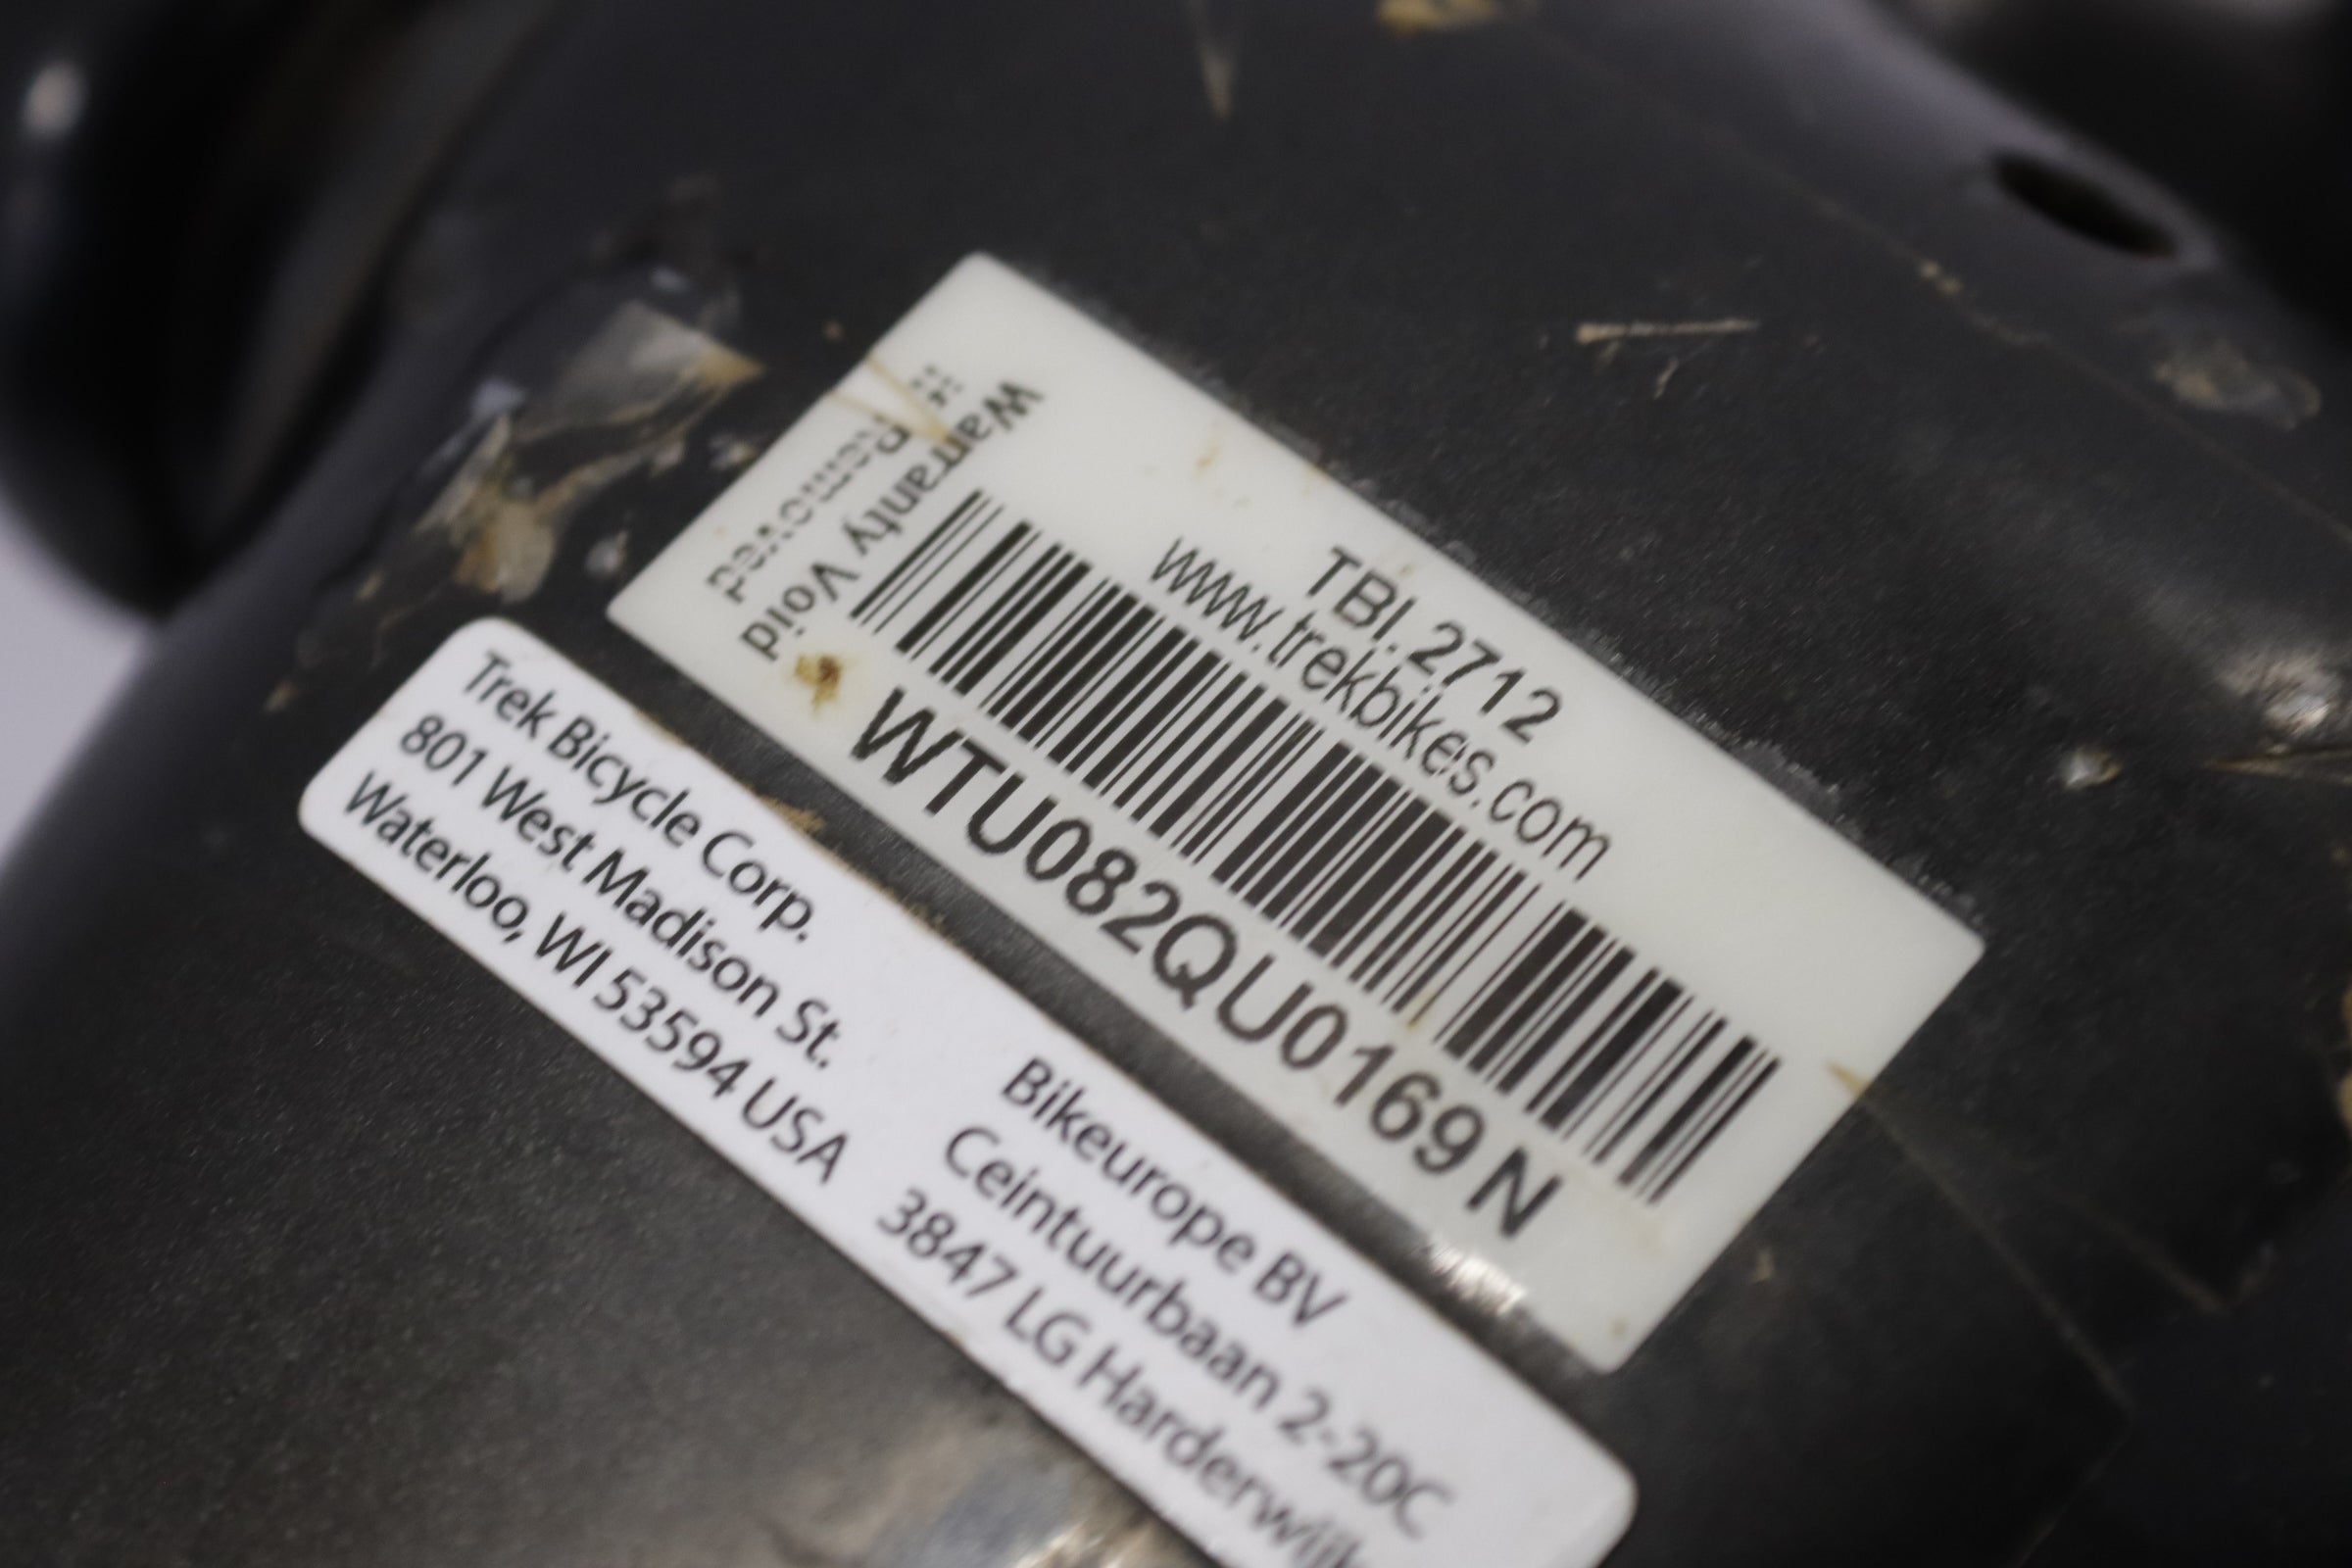 Warranty Void
if Removed
TBI. 2712
www.trekbikes.com
WTU082QU0169N
Trek Bicycle Corp.
801 West Madison St.
Waterloo, WI 53594 USA
Bikeurope BV
Ceintuurbaan 2-20C
3847 LG Harderwijk